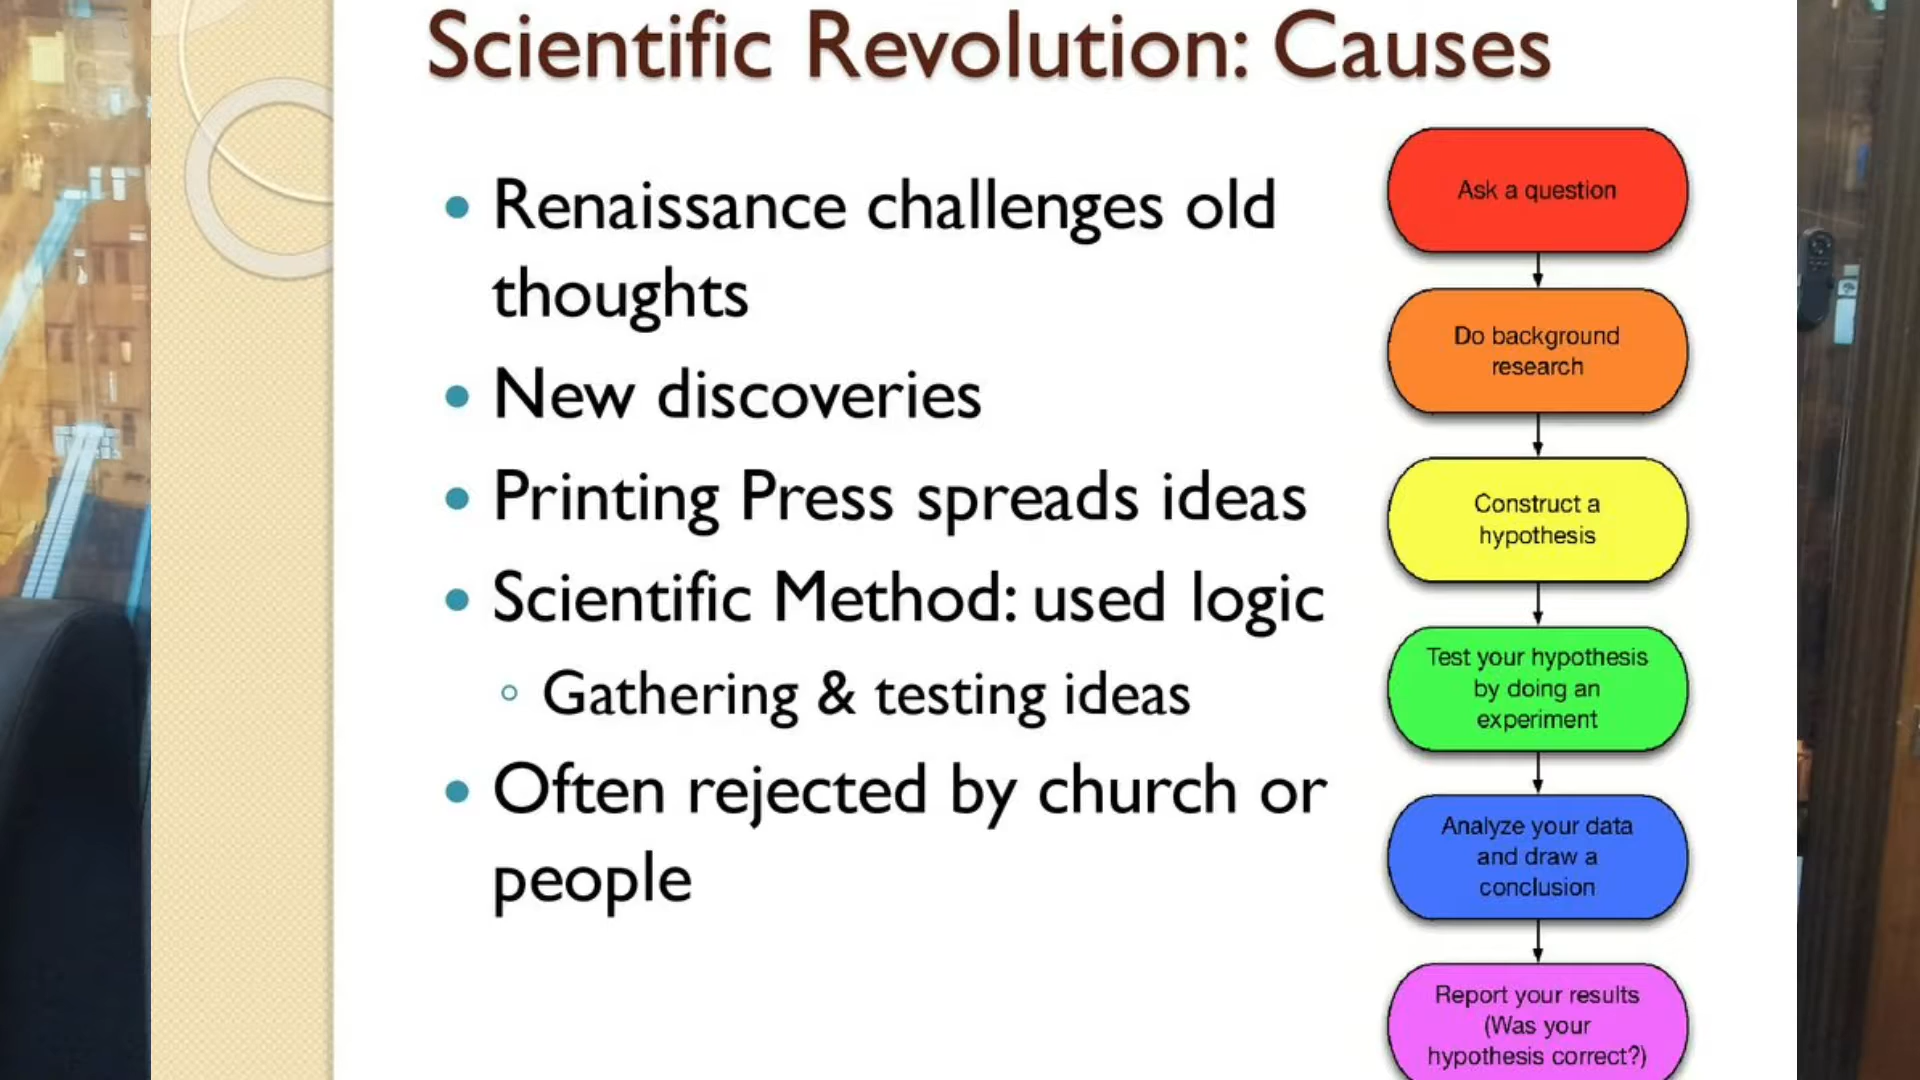 Scientific Revolution: Causes
Renaissance challenges old
thoughts
New discoveries
Printing Press spreads ideas
Scientific Method: used logic
Gathering & testing ideas
Often rejected by church or
people
Ask a question
Do background
research
Construct a
hypothesis
Test your hypothesis
by doing an
experiment
Analyze your data
and draw a
conclusion
Report your results
(Was your
hypothesis correct?)